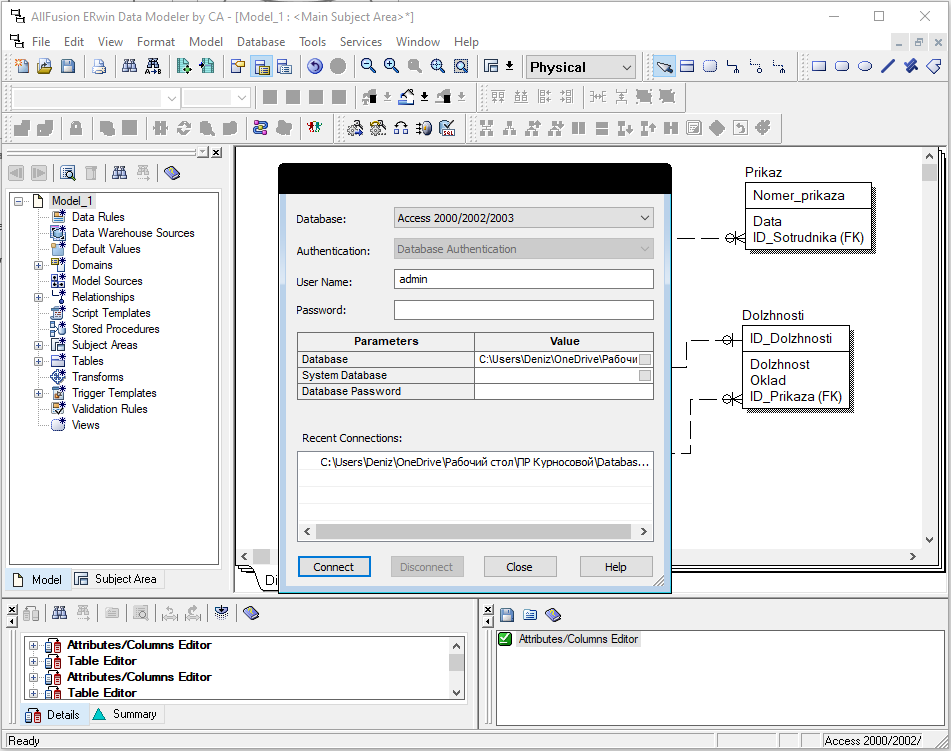 AllFusion ERwin Data Modeler by CA - [Model_1 : <Main Subject Area>*]
File Edit View Format Model Database Tools Services Window Help
Physical
Model_1
Data Rules
Data Warehouse Sources
Default Values
Domains
Model Sources
Relationships
Script Templates
Stored Procedures
Subject Areas
Tables
Transforms
Trigger Templates
Validation Rules
Views
Model Subject Area
Database: Access 2000/2002/2003
Authentication: Database Authentication
User Name: admin
Password:
Parameters Value
Database C:\Users\Deniz\OneDrive\Рабочи
System Database
Database Password
Recent Connections:
C:\Users\Deniz\OneDrive\Рабочий стол\ПР Курносовой\Databas...
Connect Disconnect Close Help
Prikaz
Nomer_prikaza
Data
ID_Sotrudnika (FK)
Dolzhnosti
ID_Dolzhnosti
Dolzhnost
Oklad
ID_Prikaza (FK)
Di
Attributes/Columns Editor
Table Editor
Attributes/Columns Editor
Table Editor
Details Summary
Attributes/Columns Editor
Ready
Access 2000/2002/